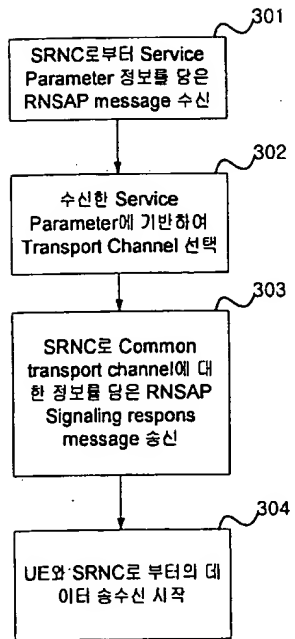 301
SRNC로부터 Service
Parameter 정보를 당은
RNSAP message 수신
302
수신한 Service
Parameter에 기반하여
Transport Channel 선택
303
SRNC로 Common
transport channel에 대
한 정보를 당은 RNSAP
Signaling respons
message 송신
304
UE와 SRNC로 부터의 데
이터 송수신 시작